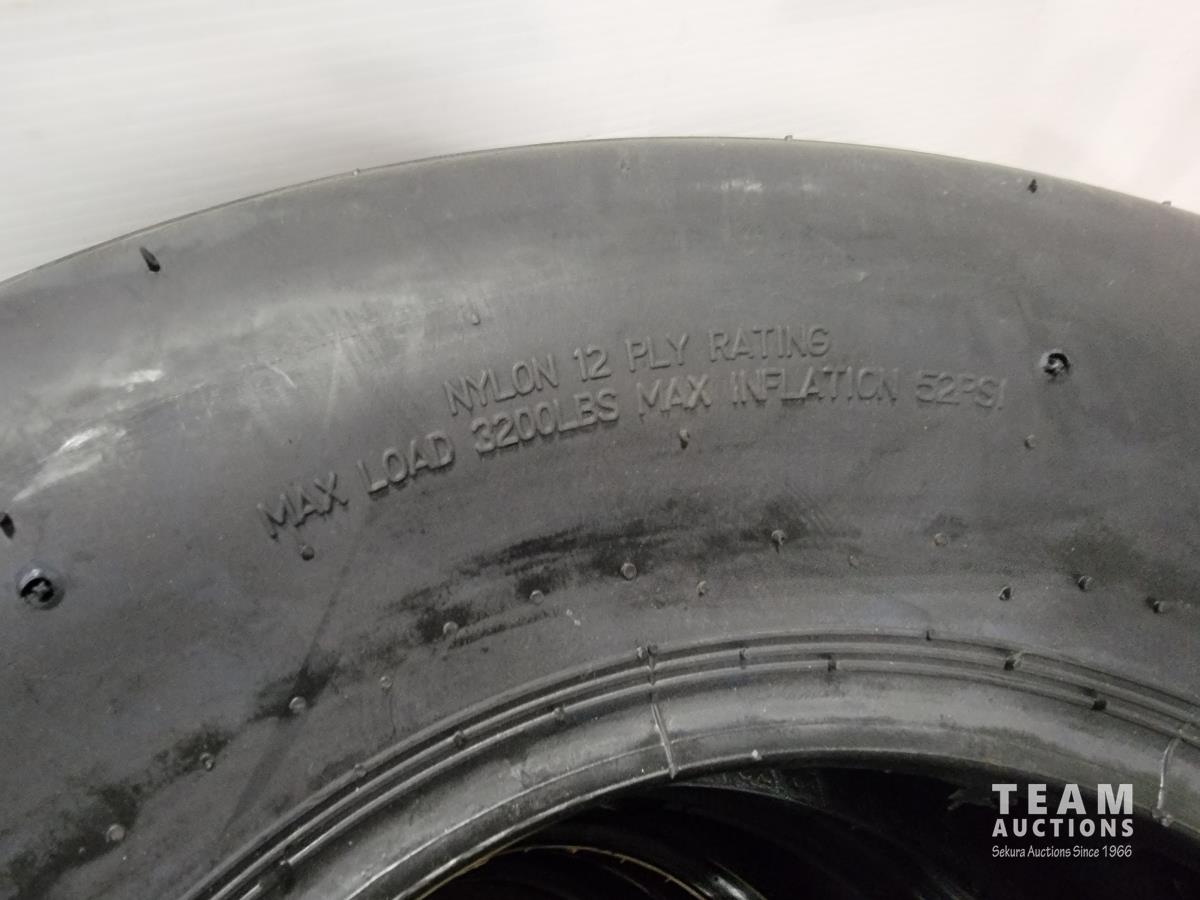 NYLON 12 PLY RATING
MAX LOAD 3200LBS MAX INFLATION 52PSI
TEAM
AUCTIONS
Sekura Auctions Since 1966